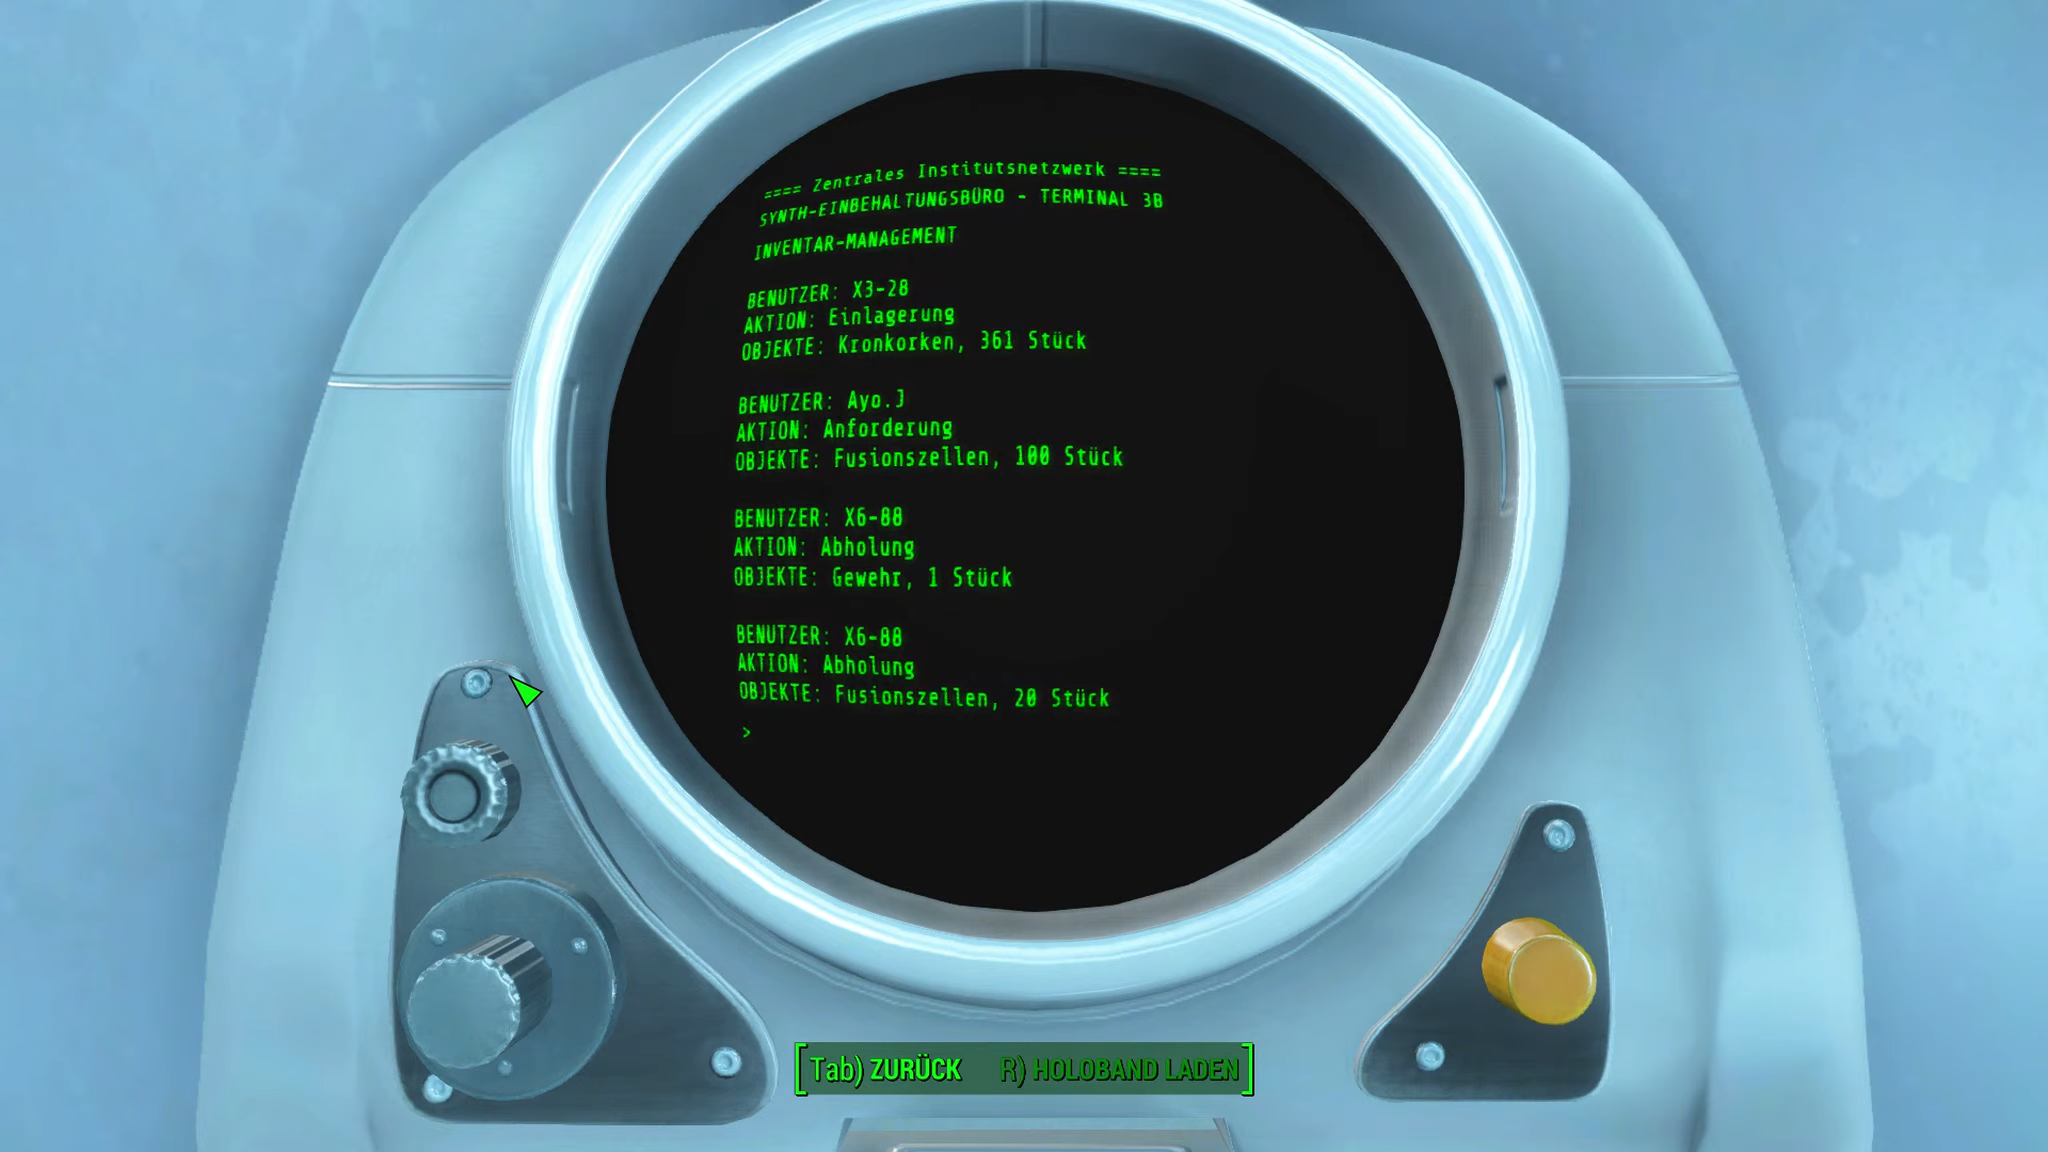 ==== Zentrales Institutsnetzwerk ====
SYNTH-EINBEHALTUNGSBÜRO - TERMINAL 3B
INVENTAR-MANAGEMENT
BENUTZER: X3-28
AKTION: Einlagerung
OBJEKTE: Kronkorken, 361 Stück
BENUTZER: Ayo.J
AKTION: Anforderung
OBJEKTE: Fusionszellen, 100 Stück
BENUTZER: X6-88
AKTION: Abholung
OBJEKTE: Gewehr, 1 Stück
BENUTZER: X6-88
AKTION: Abholung
OBJEKTE: Fusionszellen, 20 Stück
>
Tab) ZURÜCK R) HOLOBAND LADEN